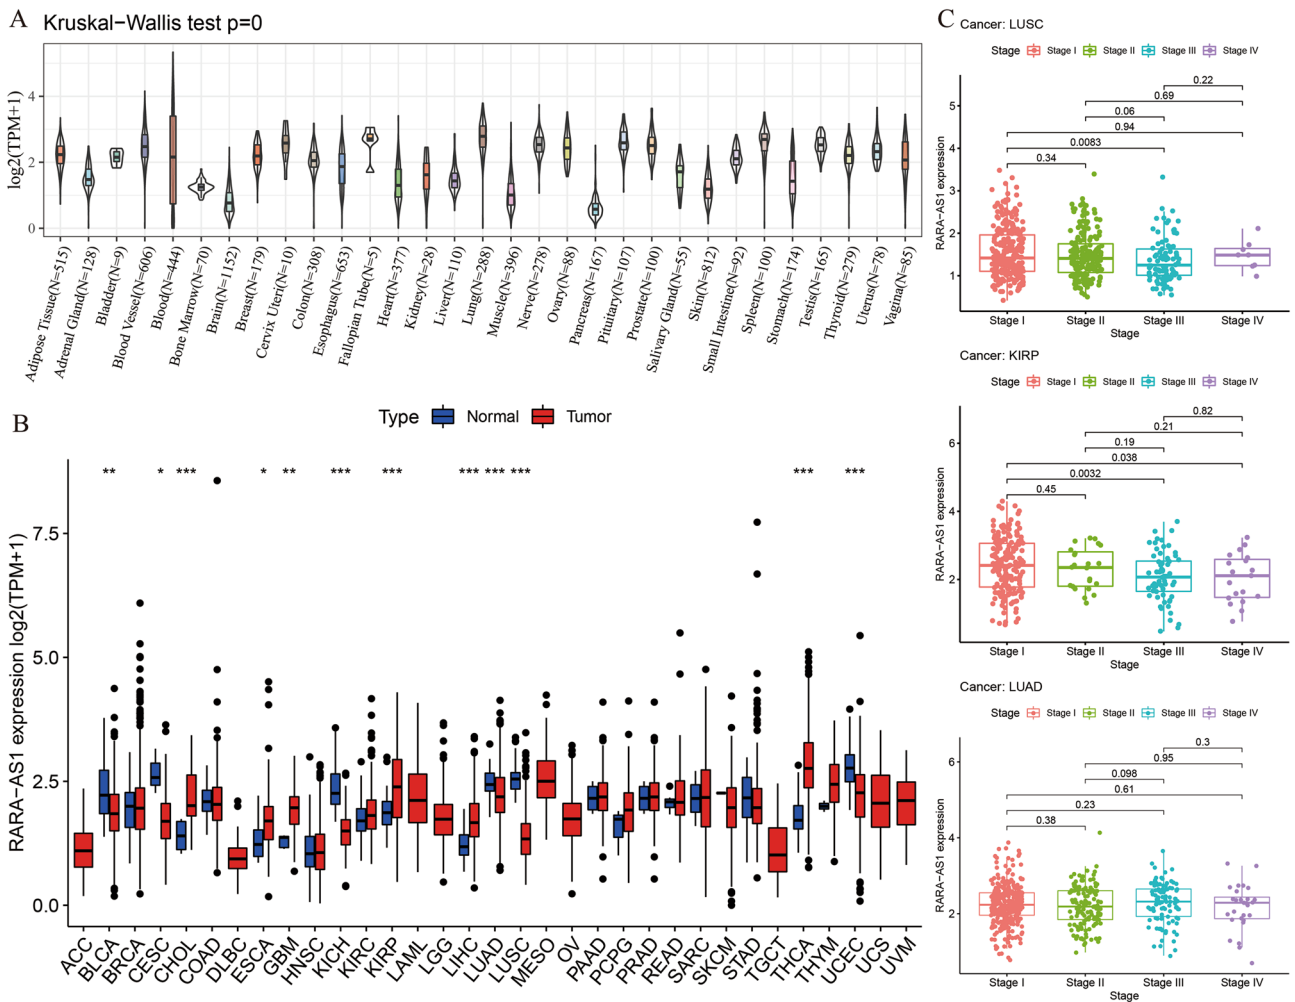 A
Kruskal−Wallis test p=0
log2(TPM+1)
4
2
0
Adipose Tissue(N=515)
Adrenal Gland(N=128)
Bladder(N=9)
Blood Vessel(N=606)
Blood(N=444)
Bone Marrow(N=70)
Brain(N=1152)
Breast(N=179)
Cervix Uteri(N=10)
Colon(N=308)
Esophagus(N=653)
Fallopian Tube(N=5)
Heart(N=377)
Kidney(N=28)
Livert(N=110)
Lung(N=288)
Muscle(N=396)
Nerve(N=278)
Ovary(N=88)
Pancreas(N=167)
Pituitary(N=107)
Prostate(N=100)
Salivary Gland(N=55)
Skin(N=812)
Small Intestine(N=92)
Spleen(N=100)
Stomach(N=174)
Testis(N=165)
Thyroid(N=279)
Uterus(N=78)
Vagina(N=85)
B
Type Normal Tumor
RARA−AS1 expression log2(TPM+1)
** * *** * ** *** *** *** *** *** *** ***
7.5
5.0
2.5
0.0
ACC
BLCA
BRCA
CESC
CHOL
COAD
DLBC
ESCA
GBM
HNSC
KICH
KIRC
KIRP
LAML
LGG
LIHC
LUAD
LUSC
MESO
OV
PAAD
PCPG
PRAD
READ
SARC
SKCM
STAD
TGCT
THCA
THYM
UCEC
UCS
UVM
C
Cancer: LUSC
Stage Stage I Stage II Stage III Stage IV
RARA−AS1 expression
5
4
3
2
1
0.22
0.69
0.06
0.94
0.0083
0.34
Stage I Stage II Stage III Stage IV
Stage
Cancer: KIRP
Stage Stage I Stage II Stage III Stage IV
RARA−AS1 expression
6
4
2
0.82
0.21
0.19
0.038
0.0032
0.45
Stage I Stage II Stage III Stage IV
Stage
Cancer: LUAD
Stage Stage I Stage II Stage III Stage IV
RARA−AS1 expression
6
4
2
0.3
0.95
0.098
0.61
0.23
0.38
Stage I Stage II Stage III Stage IV
Stage